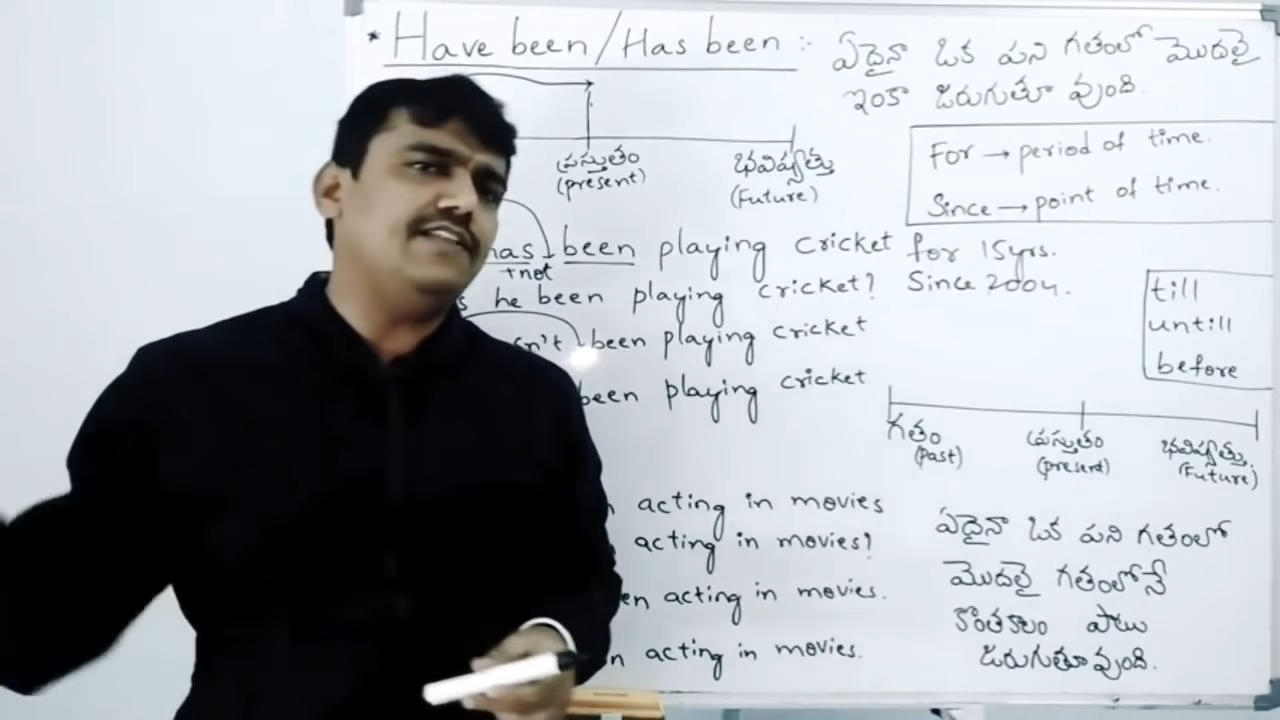 * Have been / Has been :- ఏదైనా ఒక పని గతంలో మొదలై
ఇంకా జరుగుతూ వుంది.
ప్రస్తుతం
(present)
భవిష్యత్తు
(Future)
For → period of time.
Since → point of time.
has been playing cricket for 15yrs.
+not
he been playing cricket? Since 2004.
been playing cricket
been playing cricket
till
until
before
గతం
(past)
ప్రస్తుతం
(present)
భవిష్యత్తు
(Future)
acting in movies
acting in movies?
acting in movies.
acting in movies.
ఏదైనా ఒక పని గతంలో
మొదలై గతంలోనే
కొంతకాలం పాటు
జరుగుతూవుంది.